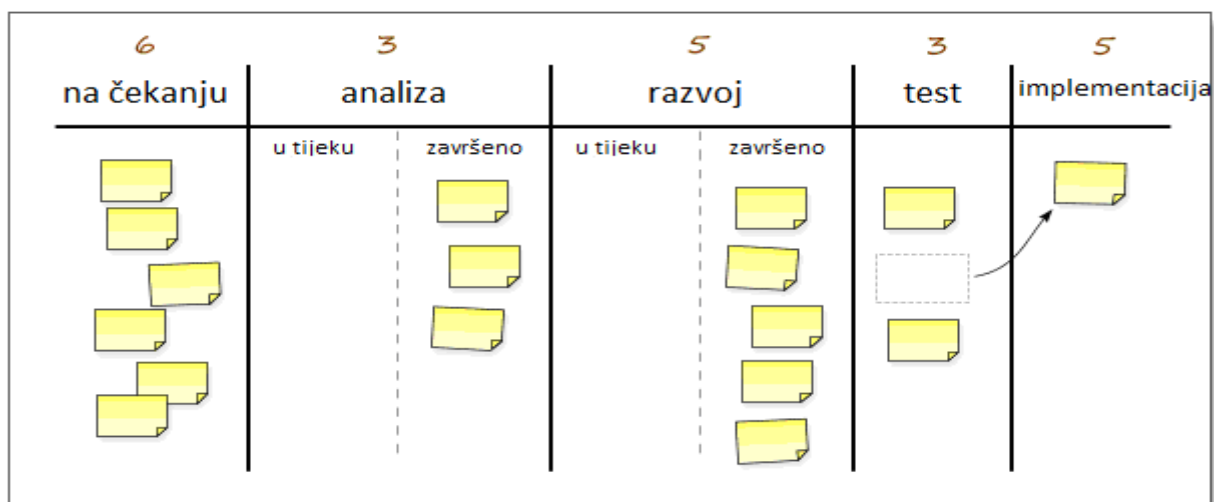 6 3 5 3 5
na čekanju analiza razvoj test implementacija
u tijeku završeno u tijeku završeno